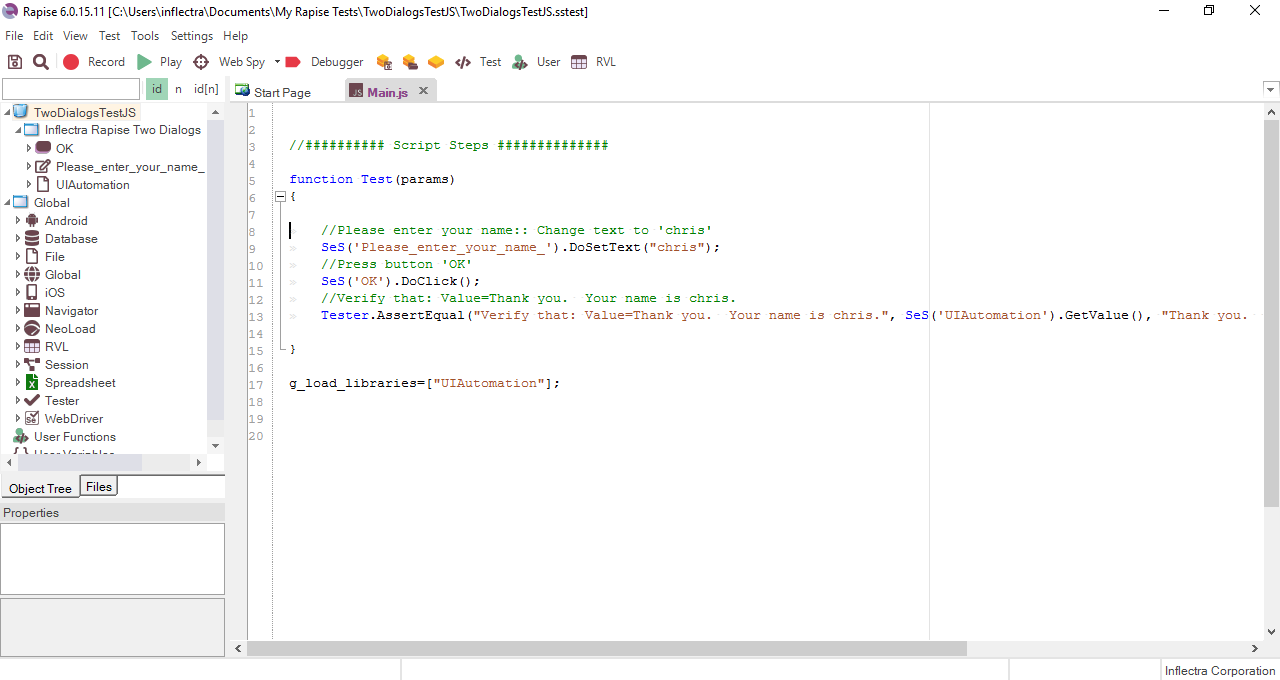 Rapise 6.0.15.11 [C:\Users\inflectra\Documents\My Rapise Tests\TwoDialogsTestJS\TwoDialogsTestJS.sstest]
File Edit View Test Tools Settings Help
Record Play Web Spy Debugger Test User RVL
id n id[n]
Start Page
JS Main.js
TwoDialogsTestJS
Inflectra Rapise Two Dialogs
OK
Please_enter_your_name_
UIAutomation
Global
Android
Database
File
Global
iOS
Navigator
NeoLoad
RVL
Session
Spreadsheet
Tester
WebDriver
User Functions
User Variables
Object Tree Files
Properties
1
2
3 //########## Script Steps ##############
4
5 function Test(params)
6 {
7
8 //Please enter your name:: Change text to 'chris'
9 SeS('Please_enter_your_name_').DoSetText("chris");
10 //Press button 'OK'
11 SeS('OK').DoClick();
12 //Verify that: Value=Thank you.  Your name is chris.
13 Tester.AssertEqual("Verify that: Value=Thank you.  Your name is chris.", SeS('UIAutomation').GetValue(), "Thank you.
14
15 }
16
17 g_load_libraries=["UIAutomation"];
18
19
20
Inflectra Corporation